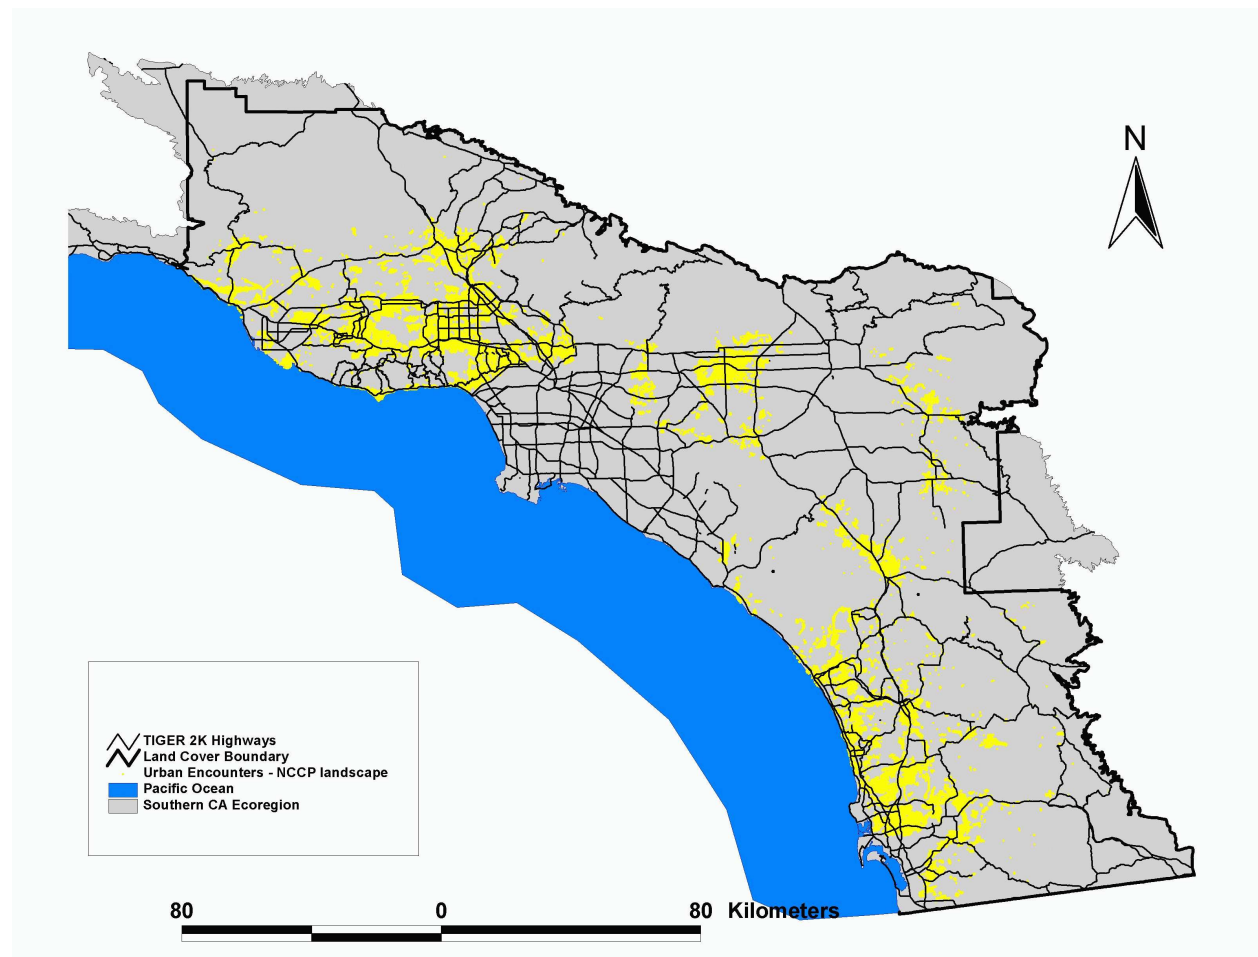 N
TIGER 2K Highways
Land Cover Boundary
Urban Encounters - NCCP landscape
Pacific Ocean
Southern CA Ecoregion
80 0 80 Kilometers